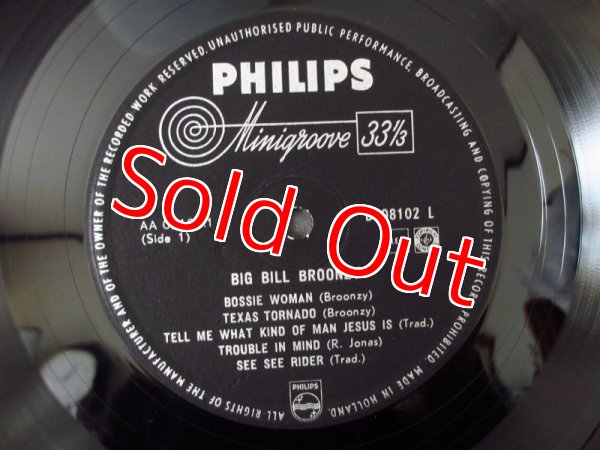 ALL RIGHTS OF THE MANUFACTURER AND OF THE OWNER OF THE RECORDED WORK RESERVED. UNAUTHORISED PUBLIC PERFORMANCE, BROADCASTING AND COPYING OF THIS RECORD PROHIBITED. MADE IN HOLLAND.
PHILIPS
Minigroove 33⅓
Sold Out
AA
08102 L
(Side 1)
BIG BILL
BOSSIE WOMAN (Broonzy)
TEXAS TORNADO (Broonzy)
TELL ME WHAT KIND OF MAN JESUS IS (Trad.)
TROUBLE IN MIND (R. Jonas)
SEE SEE RIDER (Trad.)
PHILIPS